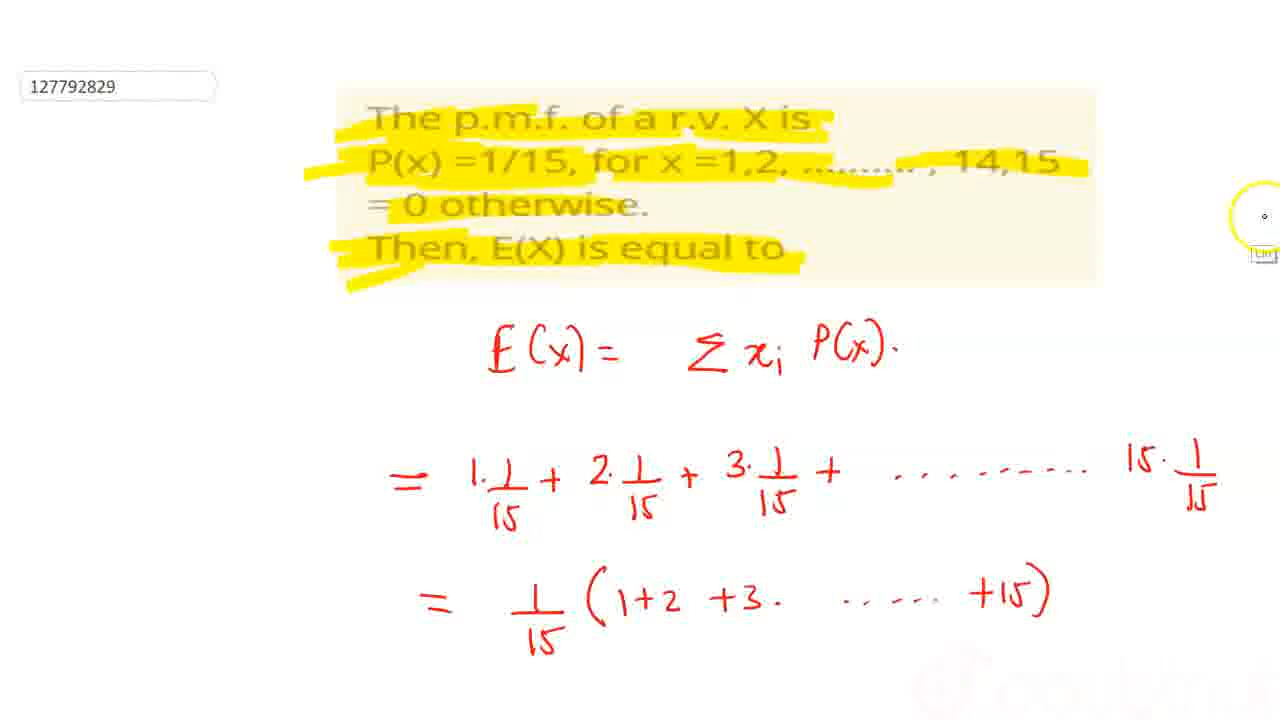 127792829
The p.m.f. of a r.v. X is
P(x) =1/15, for x =1,2, .......... , 14,15
= 0 otherwise.
Then, E(X) is equal to
E(x) = Σ xi P(x).
= 1.1/15 + 2.1/15 + 3.1/15 + .......... 15.1/15
= 1/15 (1+2 +3. ...... +15)